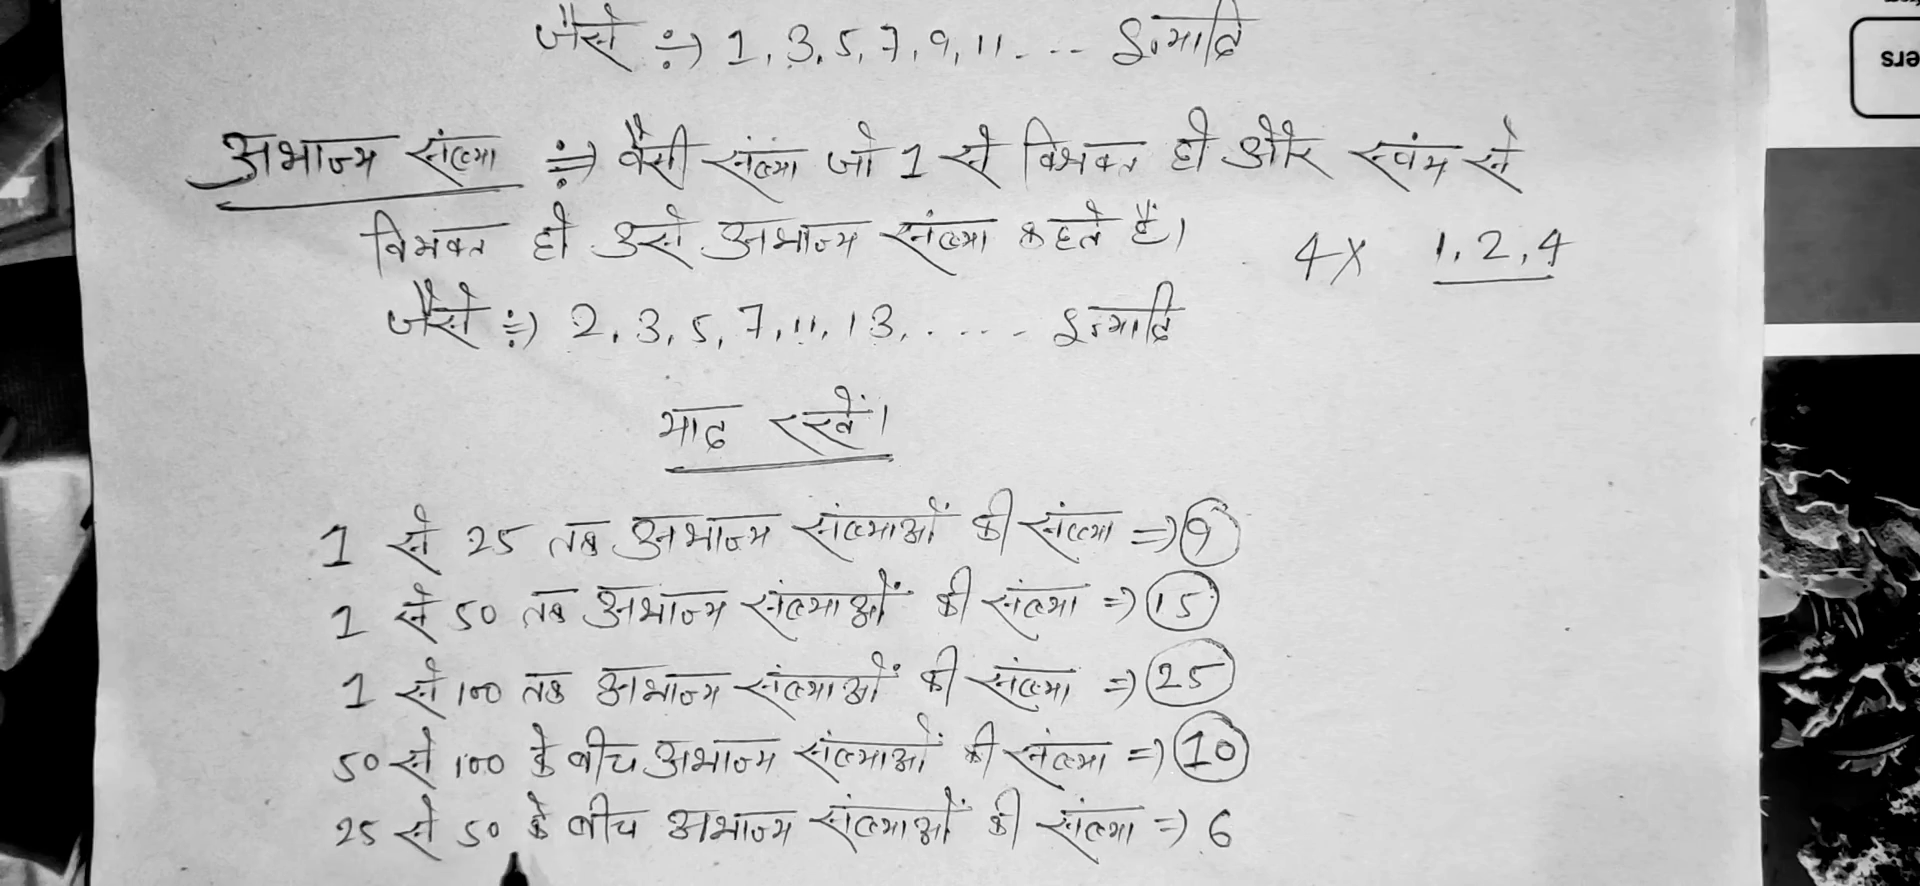 जैसे ÷⇒ 1, 3, 5, 7, 9, 11, ... इत्यादि
अभाज्य संख्या ÷⇒ वैसी संख्या जो 1 से विभक्त हो और स्वंय से
विभक्त हो उसे अभाज्य संख्या कहते हैं।
4× 1, 2, 4
जैसे ÷⇒ 2, 3, 5, 7, 11, 13, ..... इत्यादि
याद रखें।
1 से 25 तक अभाज्य संख्याओं की संख्या ⇒ 9
1 से 50 तक अभाज्य संख्याओं की संख्या ⇒ 15
1 से 100 तक अभाज्य संख्याओं की संख्या ⇒ 25
50 से 100 के बीच अभाज्य संख्याओं की संख्या ⇒ 10
25 से 50 के बीच अभाज्य संख्याओं की संख्या ⇒ 6
ers